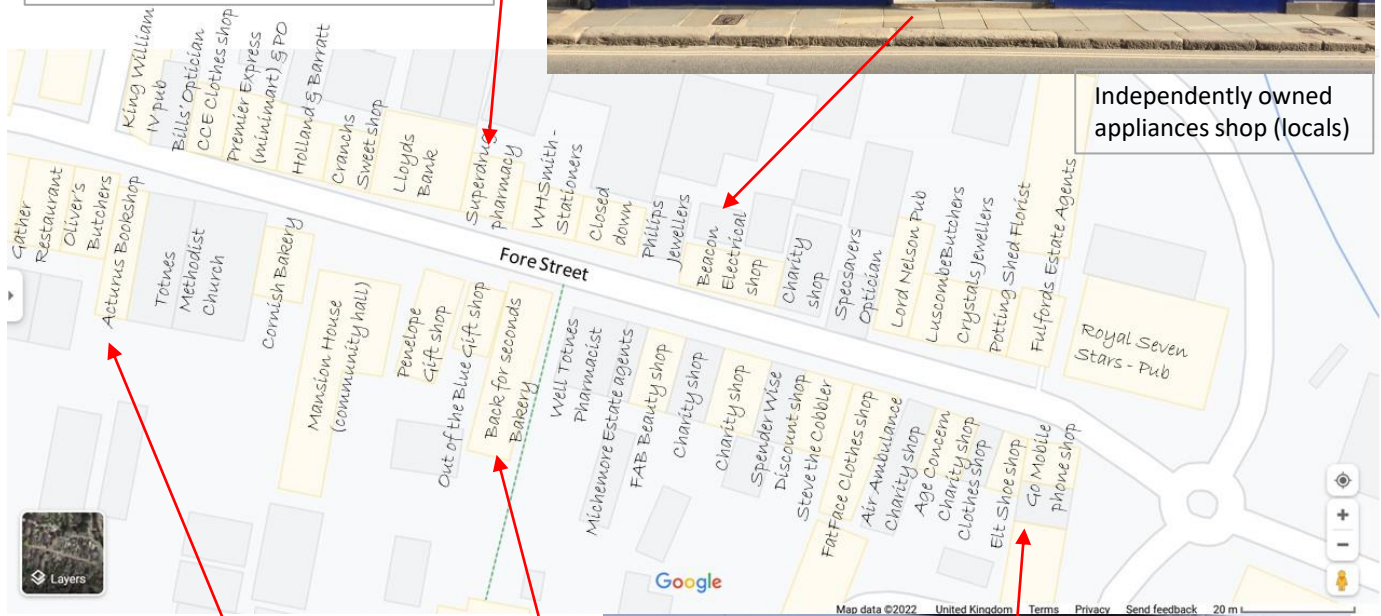 Independently owned
appliances shop (locals)
King William
IV pub
Bills' Optician
CCE Clothes shop
Premier Express
(minimart) & PO
Holland & Barratt
Cranchs
Sweet shop
Lloyds
Bank
Superdrug
pharmacy
WHSmith -
Stationers
Closed
down
Philips
Jewellers
Beacon
Electrical
shop
Charity
shop
Specsavers
Optician
Lord Nelson Pub
Luscombe Butchers
Crystals Jewellers
Potting Shed Florist
Fulfords Estate Agents
Royal Seven
Stars - Pub
Fore Street
Gather
Restaurant
Oliver's
Butchers
Acturus Bookshop
Totnes
Methodist
Church
Cornish Bakery
Mansion House
(community hall)
Penelope
Gift shop
Out of the Blue Gift shop
Back for seconds
Bakery
Well Totnes
Pharmacist
Michemore Estate agents
FAB Beauty shop
Charity shop
Charity shop
Spender Wise
Discount shop
Steve the Cobbler
FatFace Clothes shop
Air Ambulance
Charity shop
Age Concern
Charity shop
Clothes shop
Elt Shoe shop
Go Mobile
phone shop
Layers
Google
Map data ©2022 United Kingdom Terms Privacy Send feedback 20 m